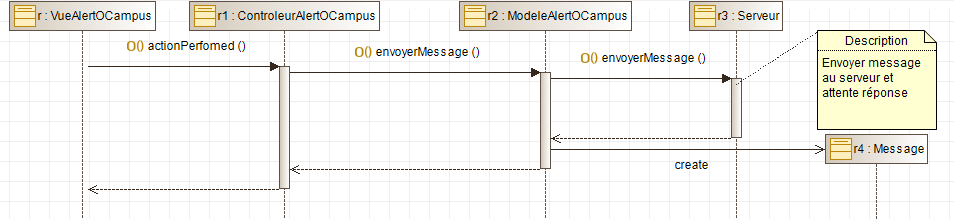 r : VueAlertOCampus
r1 : ControleurAlertOCampus
r2 : ModeleAlertOCampus
r3 : Serveur
O() actionPerfomed ()
O() envoyerMessage ()
O() envoyerMessage ()
Description
Envoyer message
au serveur et
attente réponse
r4 : Message
create